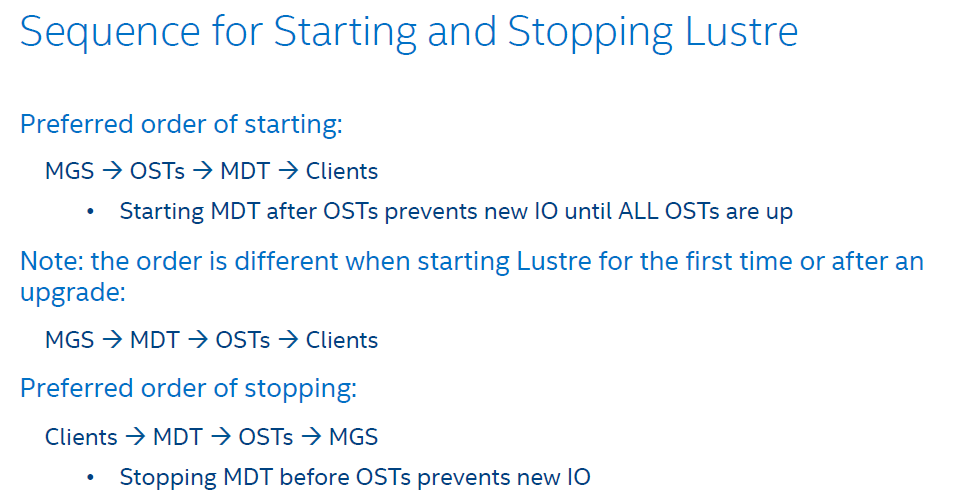 Sequence for Starting and Stopping Lustre
Preferred order of starting:
MGS → OSTs → MDT → Clients
• Starting MDT after OSTs prevents new IO until ALL OSTs are up
Note: the order is different when starting Lustre for the first time or after an
upgrade:
MGS → MDT → OSTs → Clients
Preferred order of stopping:
Clients → MDT → OSTs → MGS
• Stopping MDT before OSTs prevents new IO